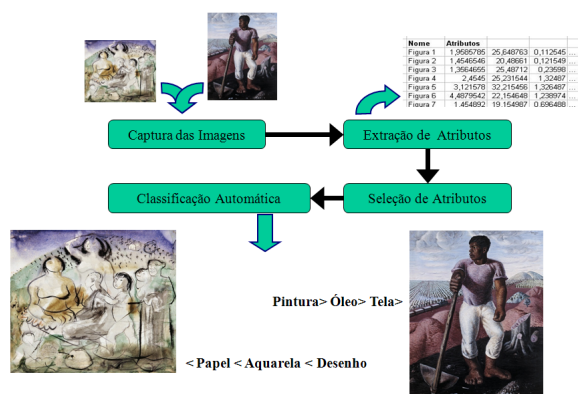 Nome Atributos
Figura 1 1,9585785 25,648763 0,112545 ...
Figura 2 1,4546546 20,48661 0,121549 ...
Figura 3 1,3564655 25,48712 0,23598 ...
Figura 4 2,4545 25,231544 1,32487 ...
Figura 5 3,121578 32,215456 1,326487 ...
Figura 6 4,4879542 22,154648 1,238974 ...
Figura 7 1,454892 19,154987 0,696488 ...
Captura das Imagens
Extração de Atributos
Classificação Automática
Seleção de Atributos
Pintura> Óleo> Tela>
< Papel < Aquarela < Desenho